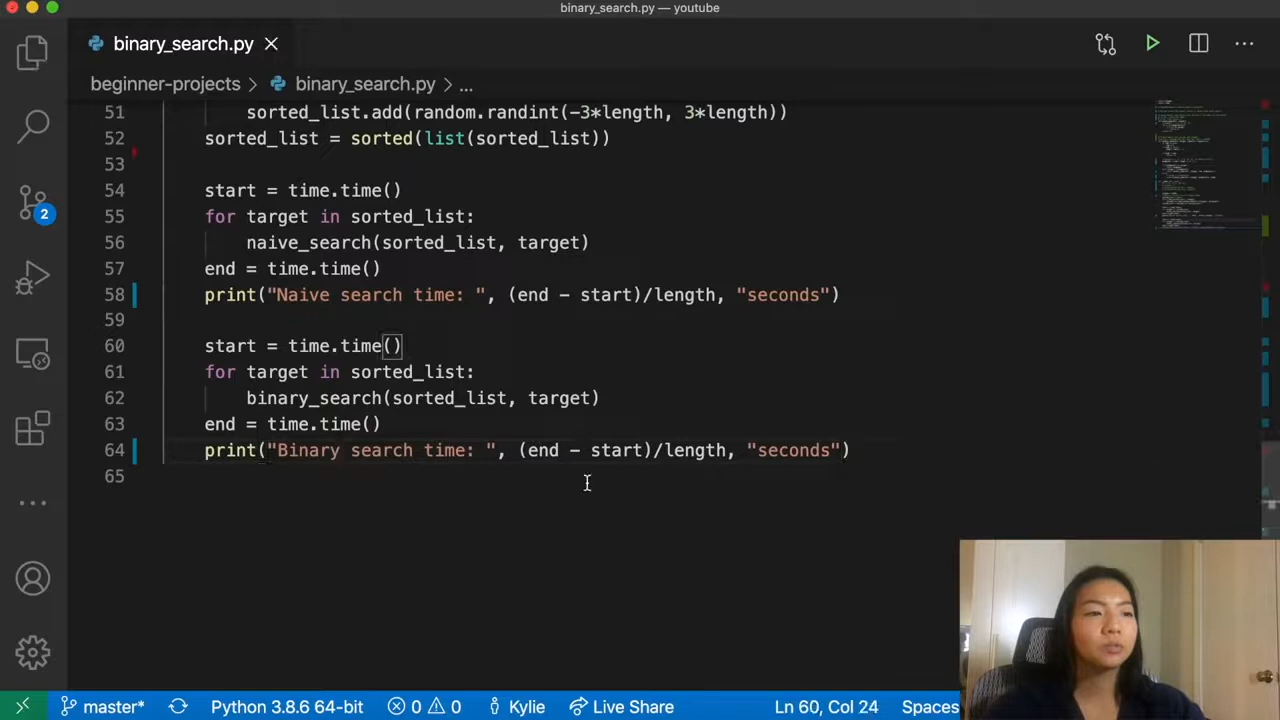 binary_search.py — youtube
binary_search.py
beginner-projects > binary_search.py > ...
51 sorted_list.add(random.randint(-3*length, 3*length))
52 sorted_list = sorted(list(sorted_list))
53
54 start = time.time()
55 for target in sorted_list:
56 naive_search(sorted_list, target)
57 end = time.time()
58 print("Naive search time: ", (end - start)/length, "seconds")
59
60 start = time.time()
61 for target in sorted_list:
62 binary_search(sorted_list, target)
63 end = time.time()
64 print("Binary search time: ", (end - start)/length, "seconds")
65
2
master* Python 3.8.6 64-bit 0 0 Kylie Live Share Ln 60, Col 24 Spaces